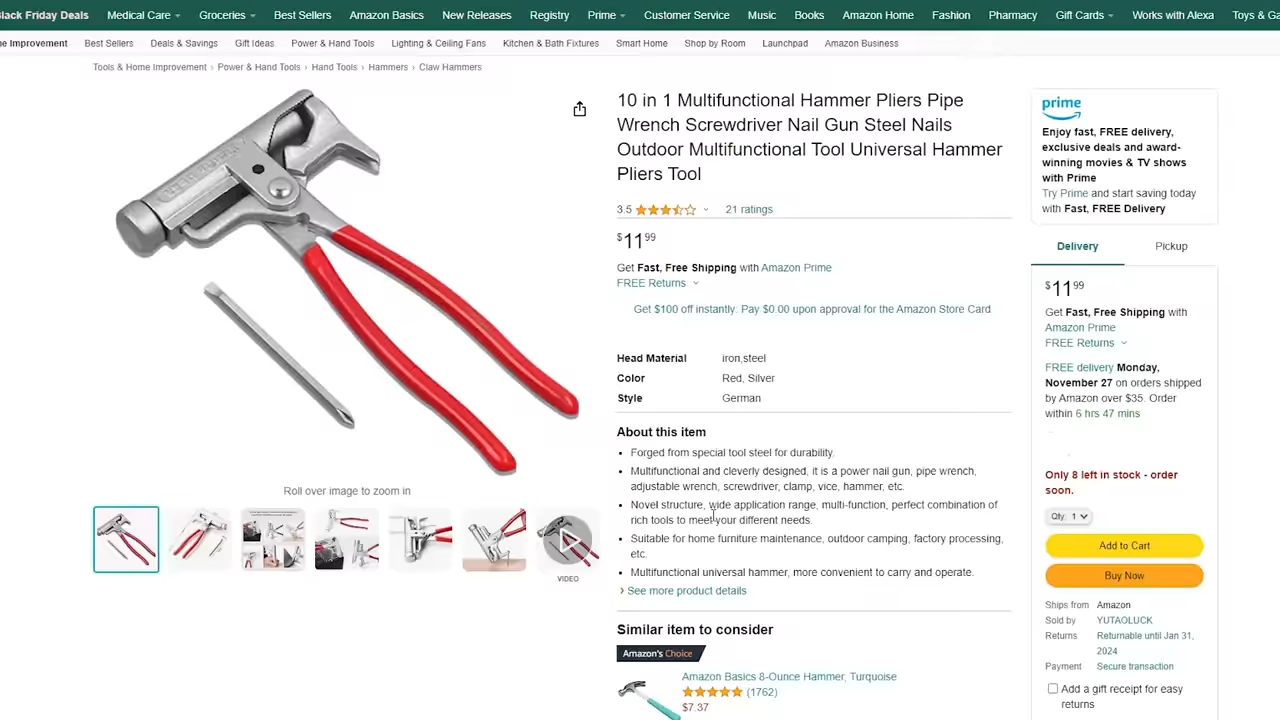 Black Friday Deals Medical Care Groceries Best Sellers Amazon Basics New Releases Registry Prime Customer Service Music Books Amazon Home Fashion Pharmacy Gift Cards Works with Alexa Toys &
Improvement Best Sellers Deals & Savings Gift Ideas Power & Hand Tools Lighting & Ceiling Fans Kitchen & Bath Fixtures Smart Home Shop by Room Launchpad Amazon Business
Tools & Home Improvement › Power & Hand Tools › Hand Tools › Hammers › Claw Hammers
Roll over image to zoom in
VIDEO
10 in 1 Multifunctional Hammer Pliers Pipe
Wrench Screwdriver Nail Gun Steel Nails
Outdoor Multifunctional Tool Universal Hammer
Pliers Tool
3.5 21 ratings
$11.99
Get Fast, Free Shipping with Amazon Prime
FREE Returns
Get $100 off instantly: Pay $0.00 upon approval for the Amazon Store Card
Head Material iron,steel
Color Red, Silver
Style German
About this item
• Forged from special tool steel for durability.
• Multifunctional and cleverly designed, it is a power nail gun, pipe wrench,
adjustable wrench, screwdriver, clamp, vice, hammer, etc.
• Novel structure, wide application range, multi-function, perfect combination of
rich tools to meet your different needs.
• Suitable for home furniture maintenance, outdoor camping, factory processing,
etc.
• Multifunctional universal hammer, more convenient to carry and operate.
› See more product details
Similar item to consider
Amazon's Choice
Amazon Basics 8-Ounce Hammer, Turquoise
(1762)
$7.37
prime
Enjoy fast, FREE delivery,
exclusive deals and award-
winning movies & TV shows
with Prime
Try Prime and start saving today
with Fast, FREE Delivery
Delivery Pickup
$11.99
Get Fast, Free Shipping with
Amazon Prime
FREE Returns
FREE delivery Monday,
November 27 on orders shipped
by Amazon over $35. Order
within 6 hrs 47 mins
Only 8 left in stock - order
soon.
Qty: 1
Add to Cart
Buy Now
Ships from Amazon
Sold by YUTAOLUCK
Returns Returnable until Jan 31,
2024
Payment Secure transaction
Add a gift receipt for easy
returns